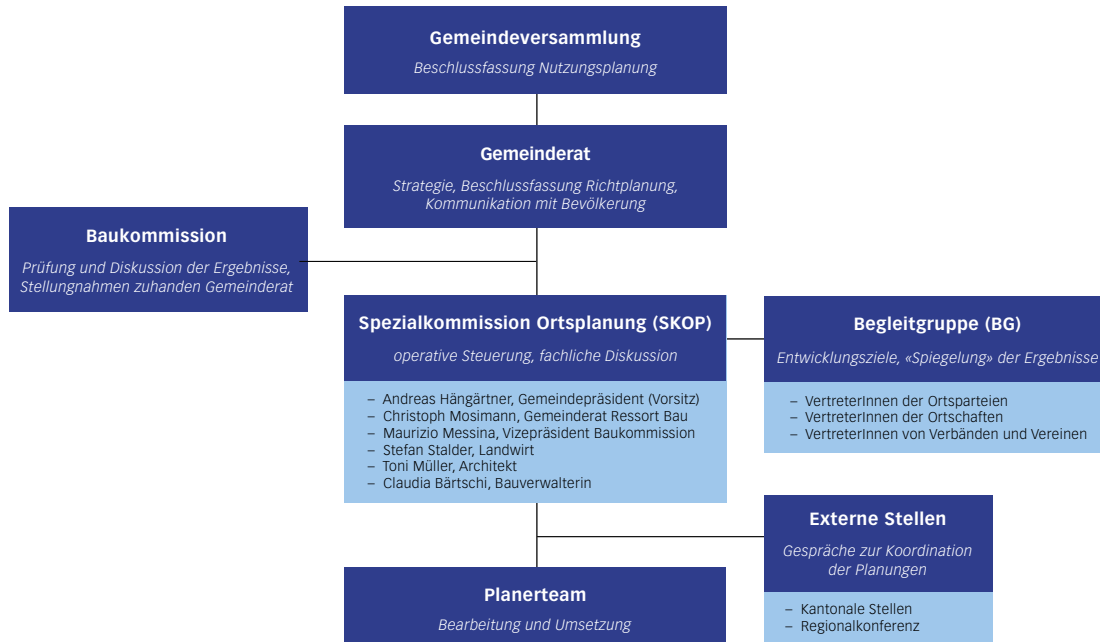 Gemeindeversammlung
Beschlussfassung Nutzungsplanung
Gemeinderat
Strategie, Beschlussfassung Richtplanung,
Kommunikation mit Bevölkerung
Baukommission
Prüfung und Diskussion der Ergebnisse,
Stellungnahmen zuhanden Gemeinderat
Spezialkommission Ortsplanung (SKOP)
operative Steuerung, fachliche Diskussion
– Andreas Hängärtner, Gemeindepräsident (Vorsitz)
– Christoph Mosimann, Gemeinderat Ressort Bau
– Maurizio Messina, Vizepräsident Baukommission
– Stefan Stalder, Landwirt
– Toni Müller, Architekt
– Claudia Bärtschi, Bauverwalterin
Begleitgruppe (BG)
Entwicklungsziele, «Spiegelung» der Ergebnisse
– VertreterInnen der Ortsparteien
– VertreterInnen der Ortschaften
– VertreterInnen von Verbänden und Vereinen
Externe Stellen
Gespräche zur Koordination
der Planungen
– Kantonale Stellen
– Regionalkonferenz
Planerteam
Bearbeitung und Umsetzung